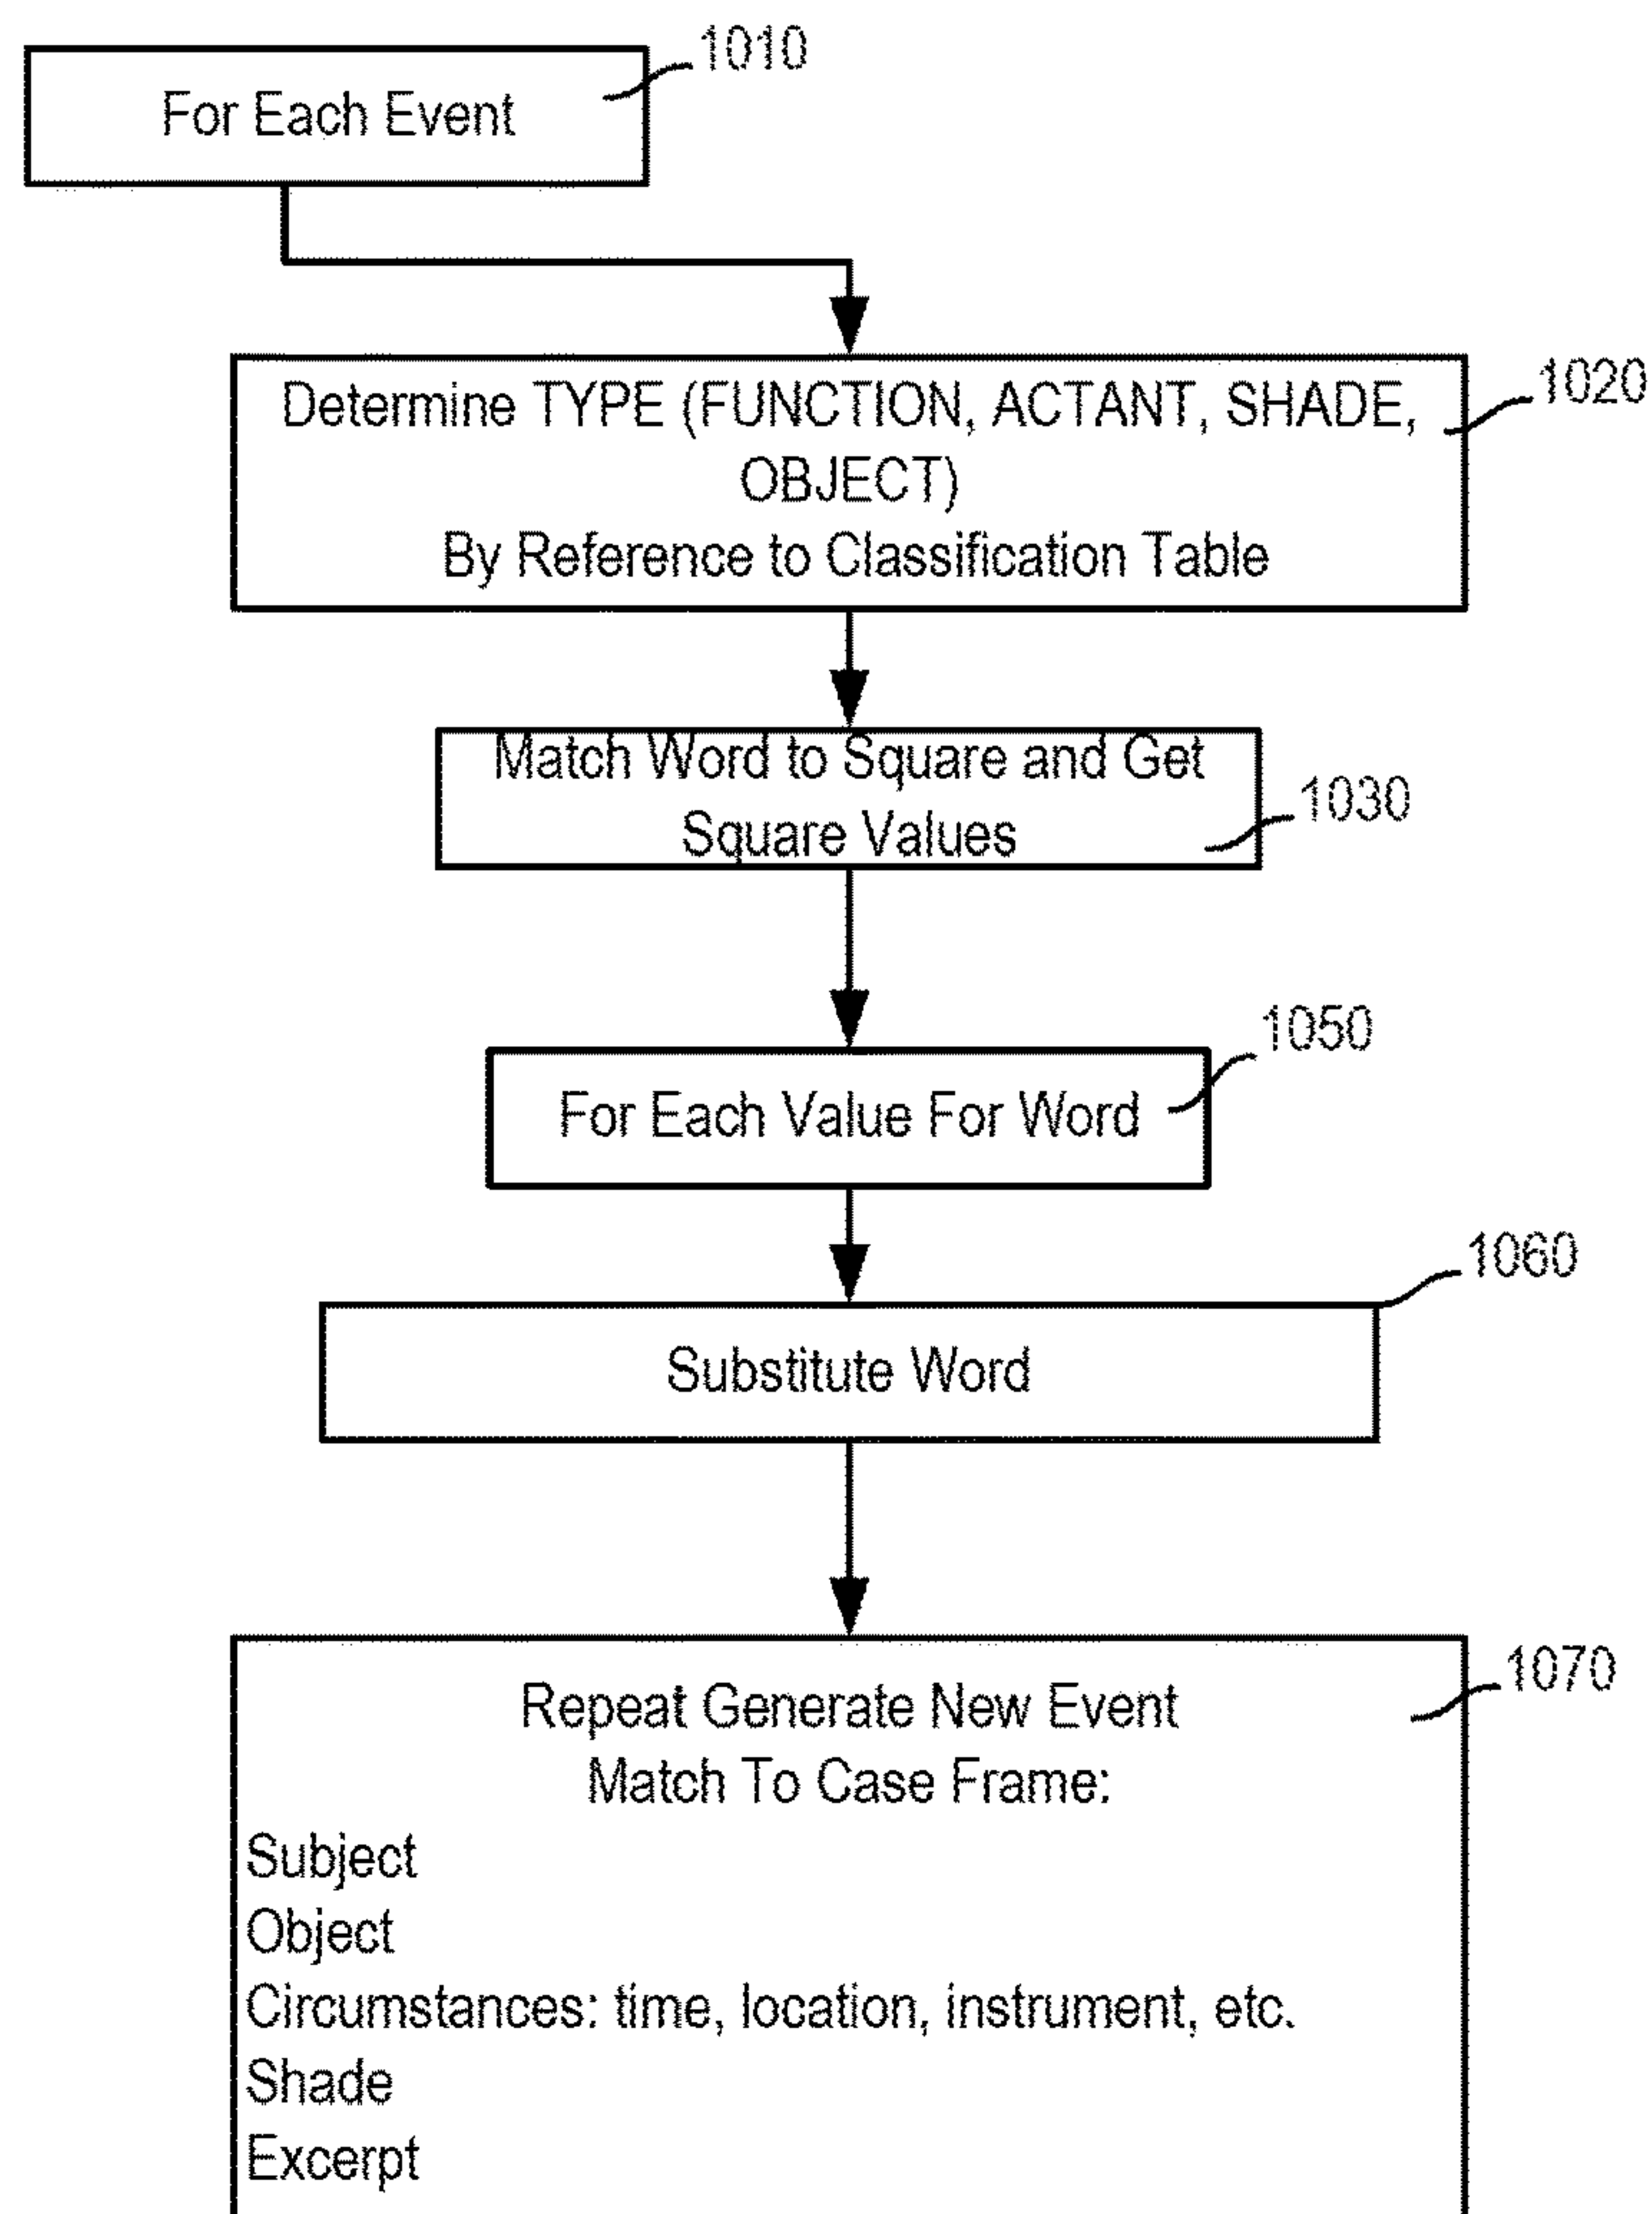 1010
For Each Event
1020
Determine TYPE (FUNCTION, ACTANT, SHADE,
OBJECT)
By Reference to Classification Table
Match Word to Square and Get
1030
Square Values
1050
For Each Value For Word
1060
Substitute Word
1070
Repeat Generate New Event
Match To Case Frame:
Subject
Object
Circumstances: time, location, instrument, etc.
Shade
Excerpt